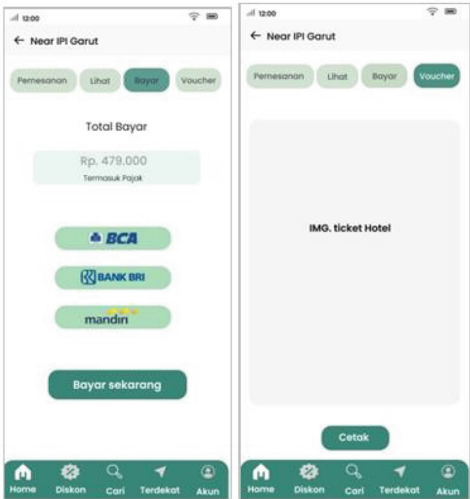 12:00
← Near IPI Garut
Pemesanan Lihat Bayar Voucher
Total Bayar
Rp. 479.000
Termasuk Pajak
BCA
BANK BRI
mandiri
Bayar sekarang
Home Diskon Cari Terdekat Akun
12:00
← Near IPI Garut
Pemesanan Lihat Bayar Voucher
IMG. ticket Hotel
Cetak
Home Diskon Cari Terdekat Akun